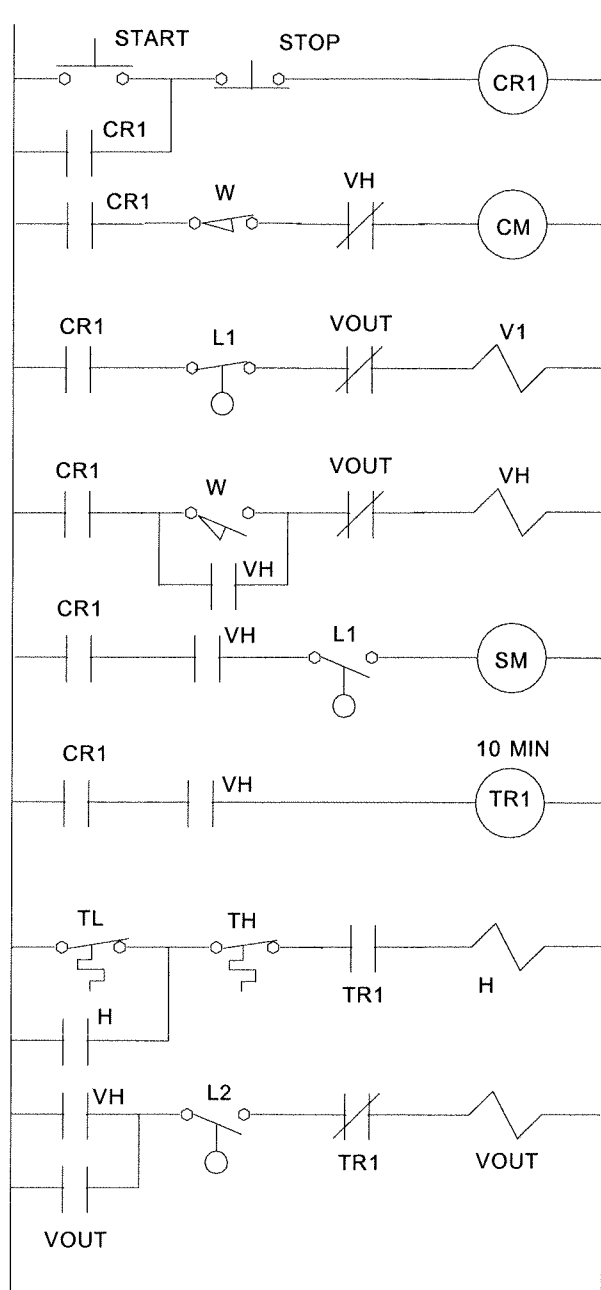 START STOP
CR1
CR1
CR1 W VH
CM
CR1 L1 VOUT V1
CR1 W VOUT VH
VH
CR1 VH L1
SM
10 MIN
CR1 VH
TR1
TL TH
TR1 H
H
VH L2
TR1 VOUT
VOUT